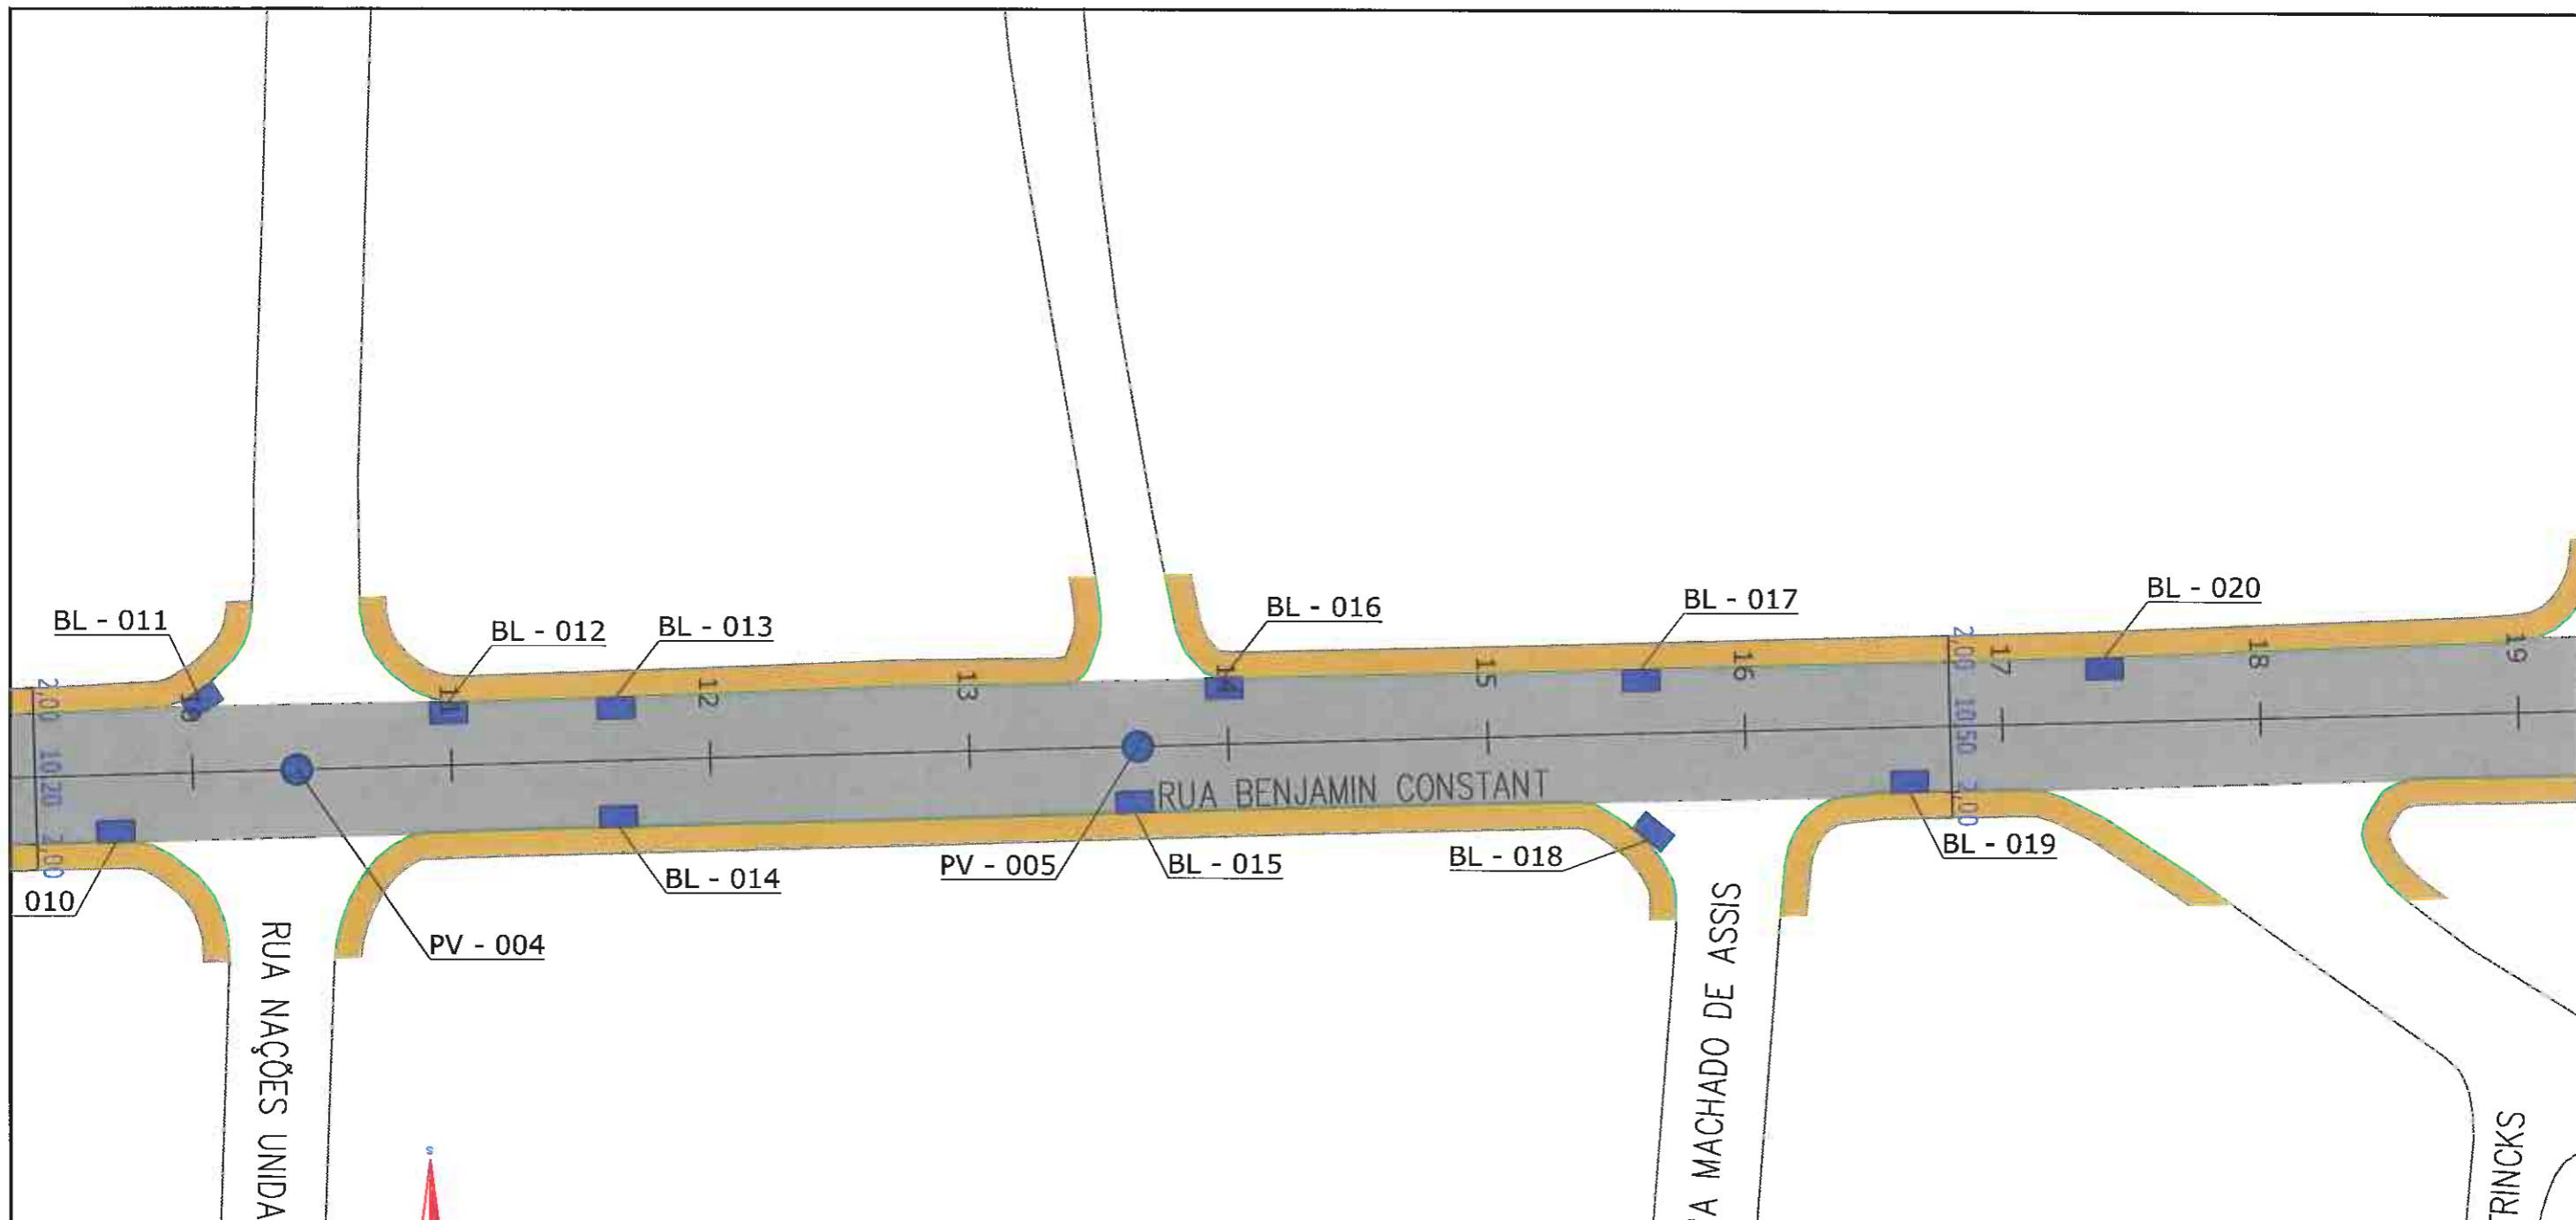 BL - 011
BL - 012
BL - 013
BL - 016
BL - 017
BL - 020
2,00
10,20
2,00
11
12
13
14
15
16
2,00
10,50
2,00
17
18
19
RUA BENJAMIN CONSTANT
010
PV - 004
BL - 014
PV - 005
BL - 015
BL - 018
BL - 019
RUA NAÇÕES UNIDA
A MACHADO DE ASSIS
TRINCKS
S